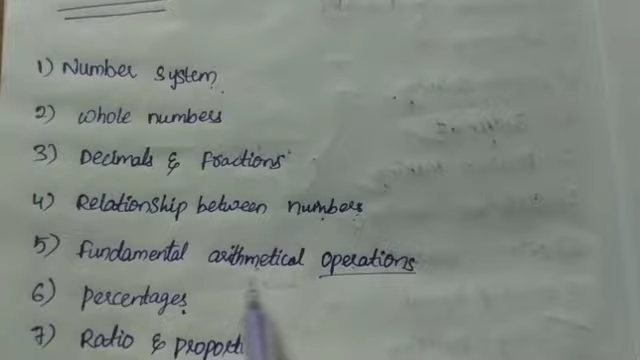 1) Number system
2) whole numbers
3) Decimals & fractions
4) Relationship between numbers
5) fundamental arithmetical operations
6) percentages
7) Ratio &